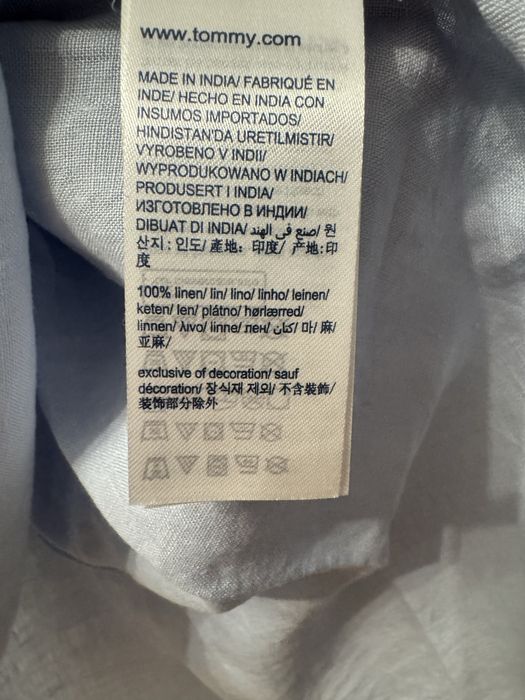 www.tommy.com
MADE IN INDIA/ FABRIQUÉ EN
INDE/ HECHO EN INDIA CON
INSUMOS IMPORTADOS/
HINDISTAN'DA URETILMISTIR/
VYROBENO V INDII/
WYPRODUKOWANO W INDIACH/
PRODUSERT I INDIA/
ИЗГОТОВЛЕНО В ИНДИИ/
DIBUAT DI INDIA/ صنع في الهند/ 원
산지: 인도/ 產地: 印度/ 产地:印
度
100% linen/ lin/ lino/ linho/ leinen/
keten/ len/ plátno/ hørlærred/
linnen/ λινο/ linne/ лен/ كتان/ 마/ 麻/
亚麻/
exclusive of decoration/ sauf
décoration/ 장식재 제외/ 不含裝飾/
装饰部分除外